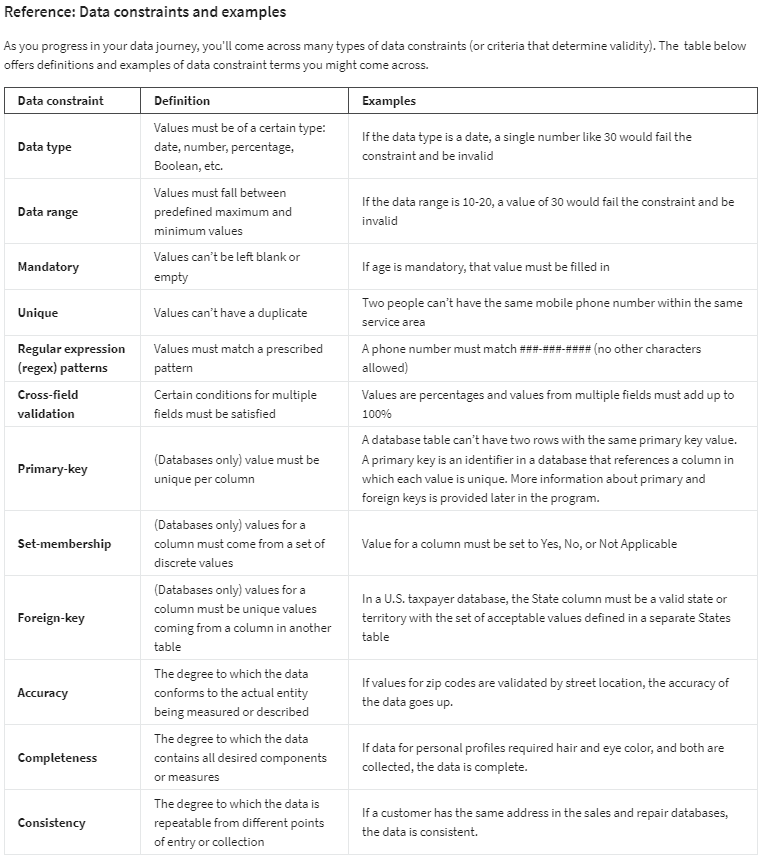 Reference: Data constraints and examples
As you progress in your data journey, you'll come across many types of data constraints (or criteria that determine validity). The table below
offers definitions and examples of data constraint terms you might come across.
Data constraint
Definition
Examples
Data type
Values must be of a certain type:
date, number, percentage,
Boolean, etc.
If the data type is a date, a single number like 30 would fail the
constraint and be invalid
Data range
Values must fall between
predefined maximum and
minimum values
If the data range is 10-20, a value of 30 would fail the constraint and be
invalid
Mandatory
Values can't be left blank or
empty
If age is mandatory, that value must be filled in
Unique
Values can't have a duplicate
Two people can't have the same mobile phone number within the same
service area
Regular expression
(regex) patterns
Values must match a prescribed
pattern
A phone number must match ###-###-#### (no other characters
allowed)
Cross-field
validation
Certain conditions for multiple
fields must be satisfied
Values are percentages and values from multiple fields must add up to
100%
Primary-key
(Databases only) value must be
unique per column
A database table can't have two rows with the same primary key value.
A primary key is an identifier in a database that references a column in
which each value is unique. More information about primary and
foreign keys is provided later in the program.
Set-membership
(Databases only) values for a
column must come from a set of
discrete values
Value for a column must be set to Yes, No, or Not Applicable
Foreign-key
(Databases only) values for a
column must be unique values
coming from a column in another
table
In a U.S. taxpayer database, the State column must be a valid state or
territory with the set of acceptable values defined in a separate States
table
Accuracy
The degree to which the data
conforms to the actual entity
being measured or described
If values for zip codes are validated by street location, the accuracy of
the data goes up.
Completeness
The degree to which the data
contains all desired components
or measures
If data for personal profiles required hair and eye color, and both are
collected, the data is complete.
Consistency
The degree to which the data is
repeatable from different points
of entry or collection
If a customer has the same address in the sales and repair databases,
the data is consistent.